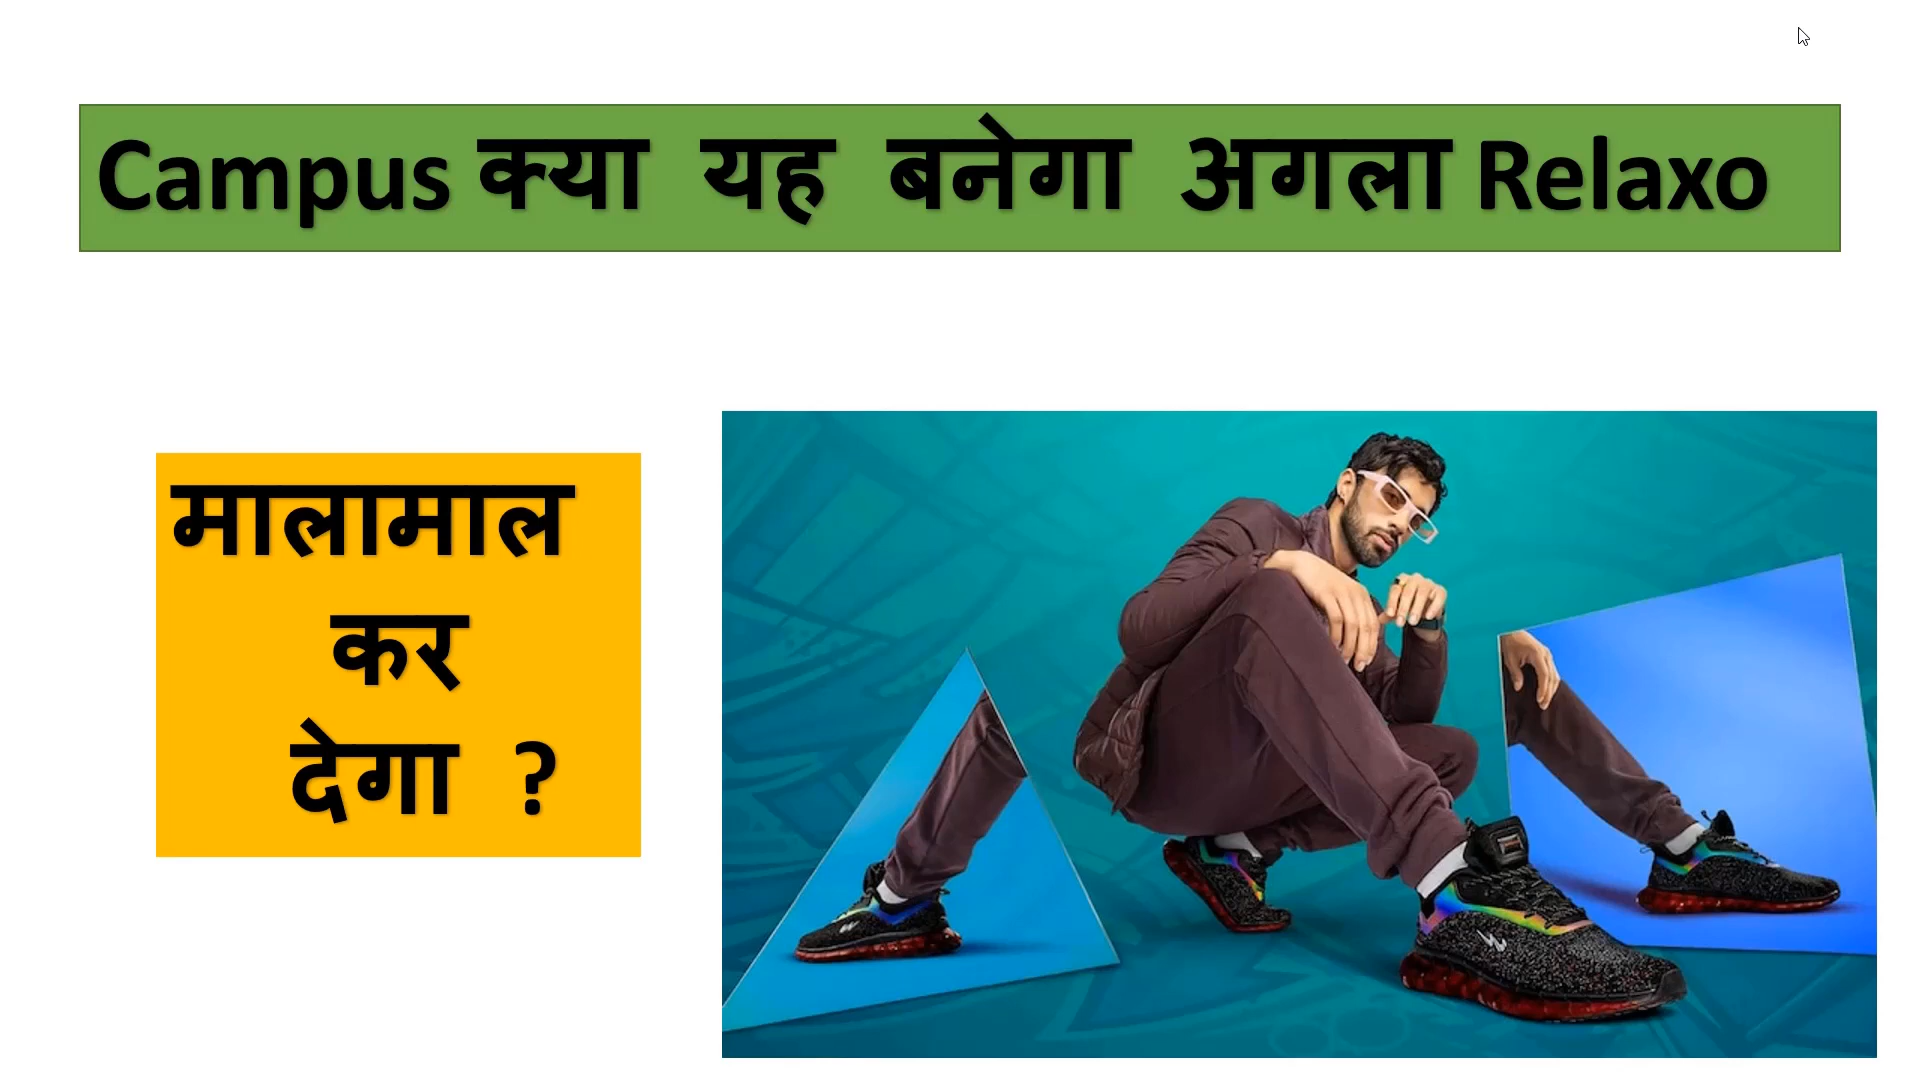 Campus क्या यह बनेगा अगला Relaxo
मालामाल
कर
देगा ?